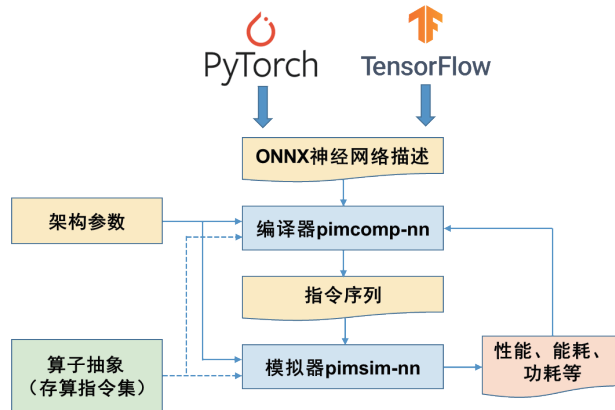 PyTorch
TensorFlow
ONNX神经网络描述
架构参数
编译器pimcomp-nn
指令序列
算子抽象
（存算指令集）
模拟器pimsim-nn
性能、能耗、
功耗等